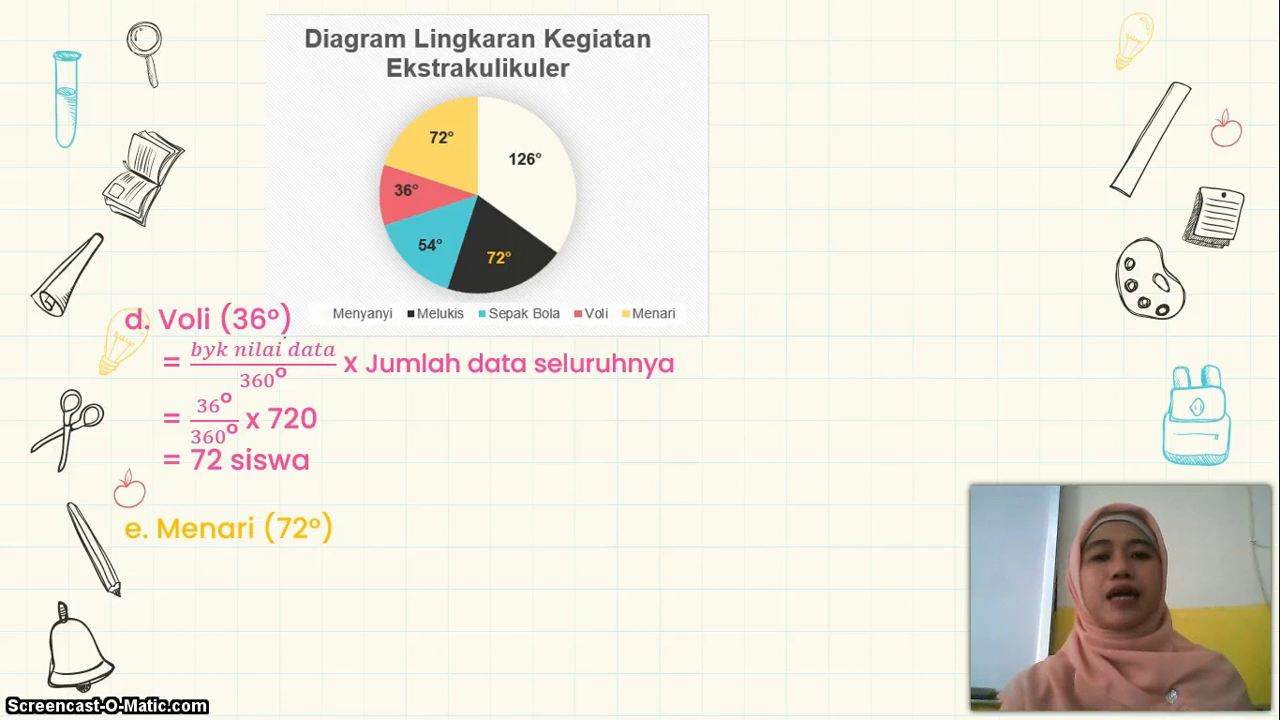 Diagram Lingkaran Kegiatan
Ekstrakulikuler
72°
126°
36°
54°
72°
Menyanyi Melukis Sepak Bola Voli Menari
d. Voli (36°)
= byk nilai data / 360° x Jumlah data seluruhnya
= 36° / 360° x 720
= 72 siswa
e. Menari (72°)
Screencast-O-Matic.com